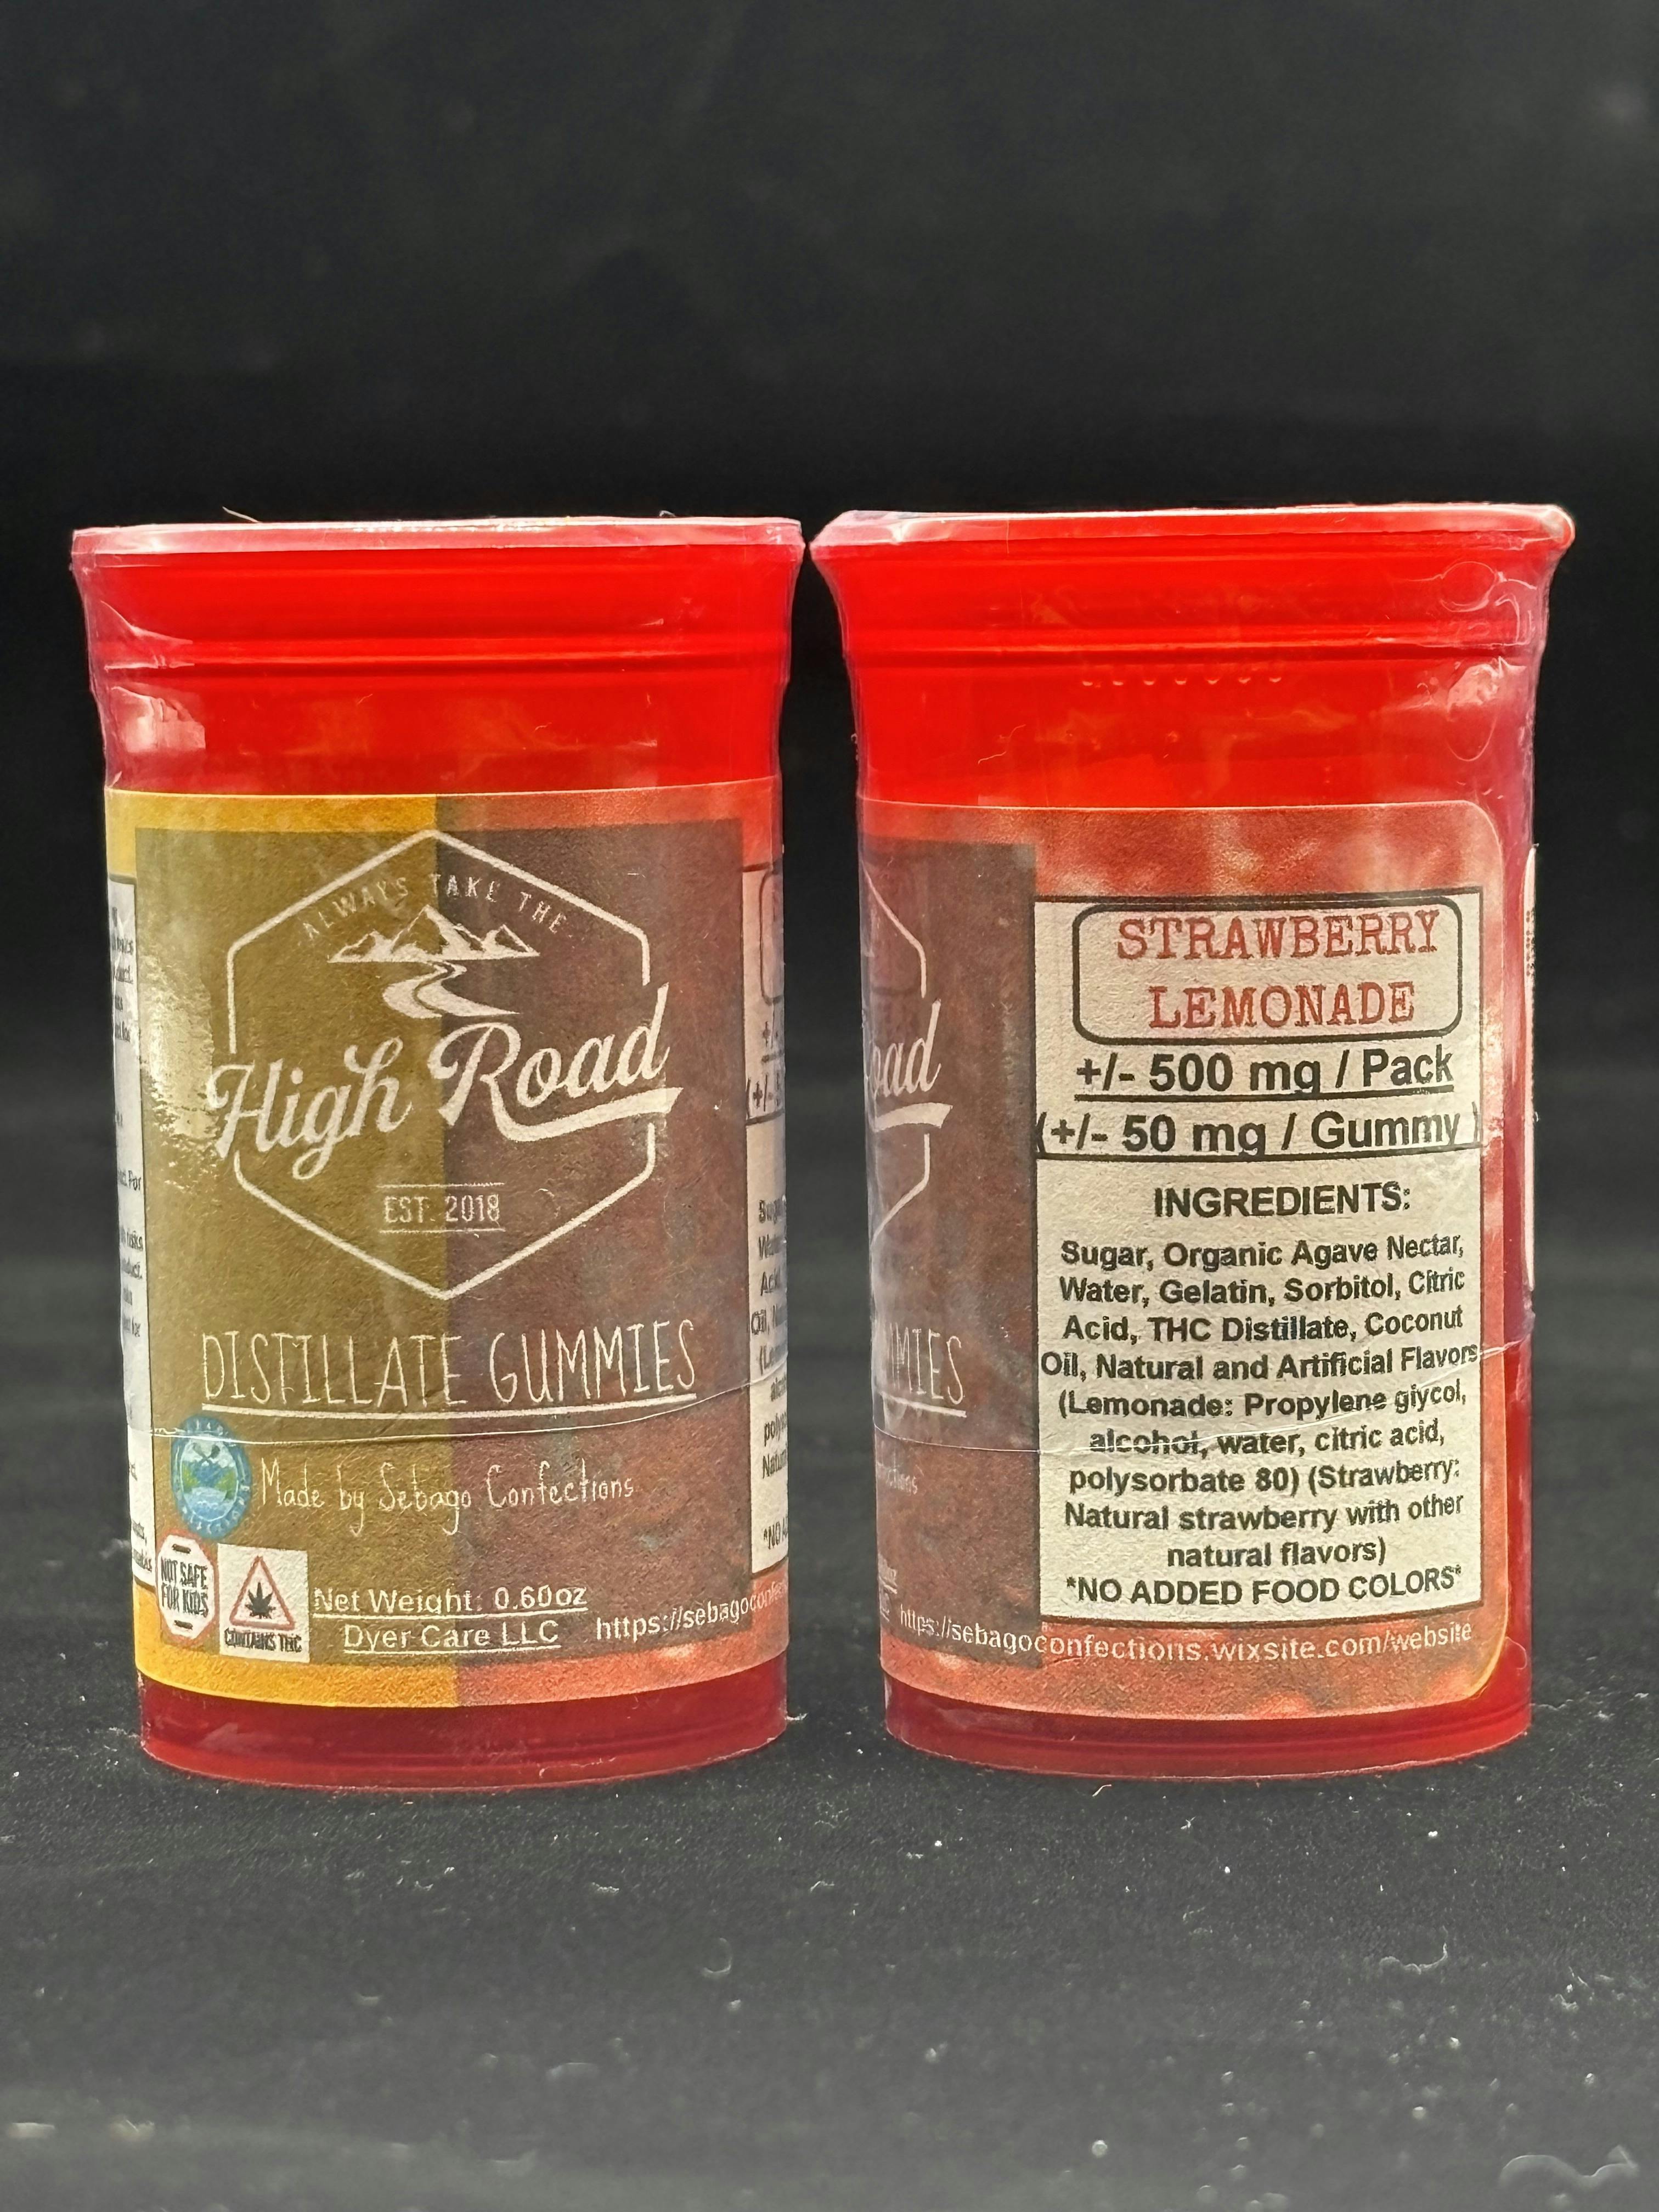 ALWAYS TAKE THE
High Road
EST. 2018
DISTILLATE GUMMIES
Made by Sebago Confections
NOT SAFE
FOR KIDS
CONTAINS THC
Net Weight: 0.60oz
Dyer Care LLC
https://sebagoconfe
oad
MMIES
STRAWBERRY
LEMONADE
+/- 500 mg / Pack
(+/- 50 mg / Gummy )
INGREDIENTS:
Sugar, Organic Agave Nectar,
Water, Gelatin, Sorbitol, Citric
Acid, THC Distillate, Coconut
Oil, Natural and Artificial Flavors
(Lemonade: Propylene glycol,
alcohol, water, citric acid,
polysorbate 80) (Strawberry:
Natural strawberry with other
natural flavors)
*NO ADDED FOOD COLORS*
https://sebagoconfections.wixsite.com/website